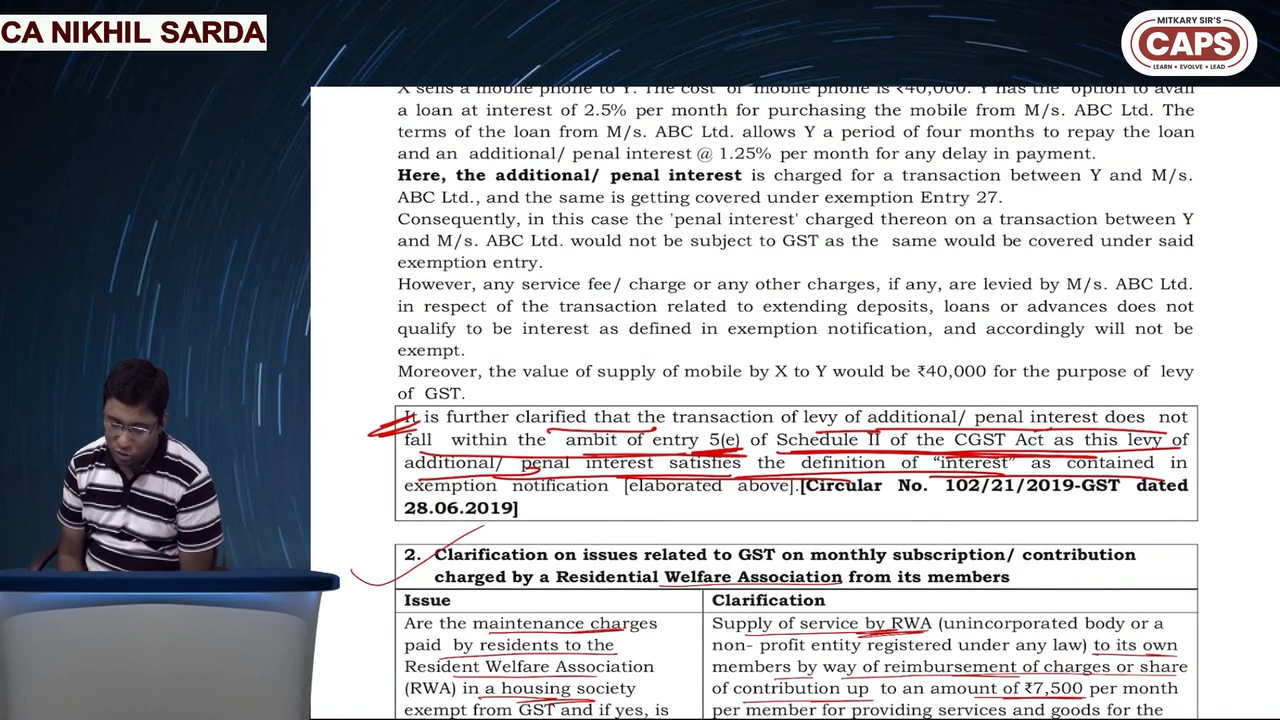 CA NIKHIL SARDA
MITKARY SIR'S
CAPS
LEARN • EVOLVE • LEAD
X sells a mobile phone to Y. The cost of mobile phone is ₹40,000. Y has the option to avail
a loan at interest of 2.5% per month for purchasing the mobile from M/s. ABC Ltd. The
terms of the loan from M/s. ABC Ltd. allows Y a period of four months to repay the loan
and an additional/ penal interest @ 1.25% per month for any delay in payment.
Here, the additional/ penal interest is charged for a transaction between Y and M/s.
ABC Ltd., and the same is getting covered under exemption Entry 27.
Consequently, in this case the 'penal interest' charged thereon on a transaction between Y
and M/s. ABC Ltd. would not be subject to GST as the same would be covered under said
exemption entry.
However, any service fee/ charge or any other charges, if any, are levied by M/s. ABC Ltd.
in respect of the transaction related to extending deposits, loans or advances does not
qualify to be interest as defined in exemption notification, and accordingly will not be
exempt.
Moreover, the value of supply of mobile by X to Y would be ₹40,000 for the purpose of levy
of GST.
It is further clarified that the transaction of levy of additional/ penal interest does not
fall within the ambit of entry 5(e) of Schedule II of the CGST Act as this levy of
additional/ penal interest satisfies the definition of "interest" as contained in
exemption notification [elaborated above].[Circular No. 102/21/2019-GST dated
28.06.2019]
2. Clarification on issues related to GST on monthly subscription/ contribution
charged by a Residential Welfare Association from its members
Issue
Clarification
Are the maintenance charges
paid by residents to the
Resident Welfare Association
(RWA) in a housing society
exempt from GST and if yes, is
Supply of service by RWA (unincorporated body or a
non- profit entity registered under any law) to its own
members by way of reimbursement of charges or share
of contribution up to an amount of ₹7,500 per month
per member for providing services and goods for the